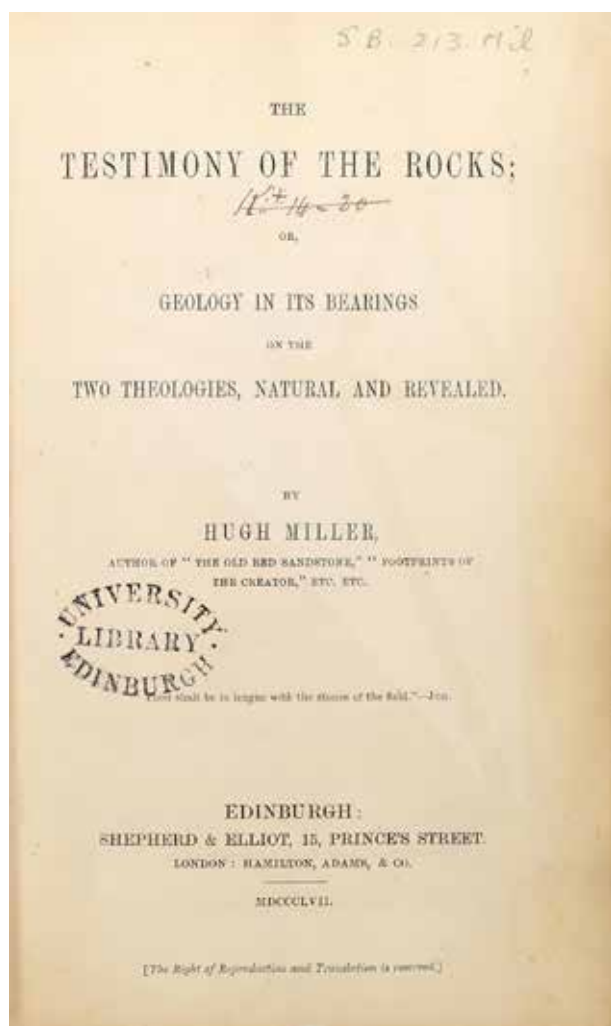 S B. 213. Mil
THE
TESTIMONY OF THE ROCKS;
OR,
GEOLOGY IN ITS BEARINGS
ON THE
TWO THEOLOGIES, NATURAL AND REVEALED.
BY
HUGH MILLER,
AUTHOR OF "THE OLD RED SANDSTONE," "FOOTPRINTS OF
THE CREATOR," ETC. ETC.
UNIVERSITY
LIBRARY
EDINBURGH
shalt be in league with the stones of the field."—JOB.
EDINBURGH:
SHEPHERD & ELLIOT, 15, PRINCE'S STREET.
LONDON: HAMILTON, ADAMS, & CO.
MDCCCLVII.
[The Right of Reproduction and Translation is reserved.]